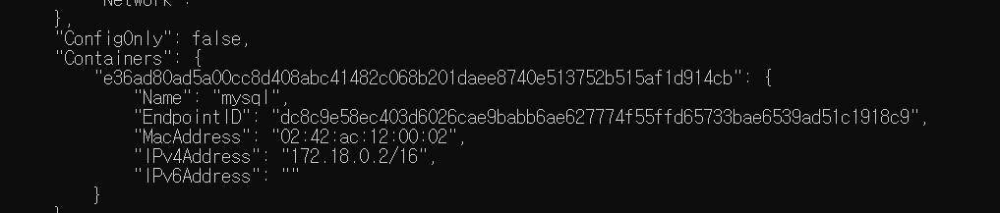 "Network":
},
"ConfigOnly": false,
"Containers": {
"e36ad80ad5a00cc8d408abc41482c068b201daee8740e513752b515af1d914cb": {
"Name": "mysql",
"EndpointID": "dc8c9e58ec403d6026cae9babb6ae627774f55ffd65733bae6539ad51c1918c9",
"MacAddress": "02:42:ac:12:00:02",
"IPv4Address": "172.18.0.2/16",
"IPv6Address": ""
}